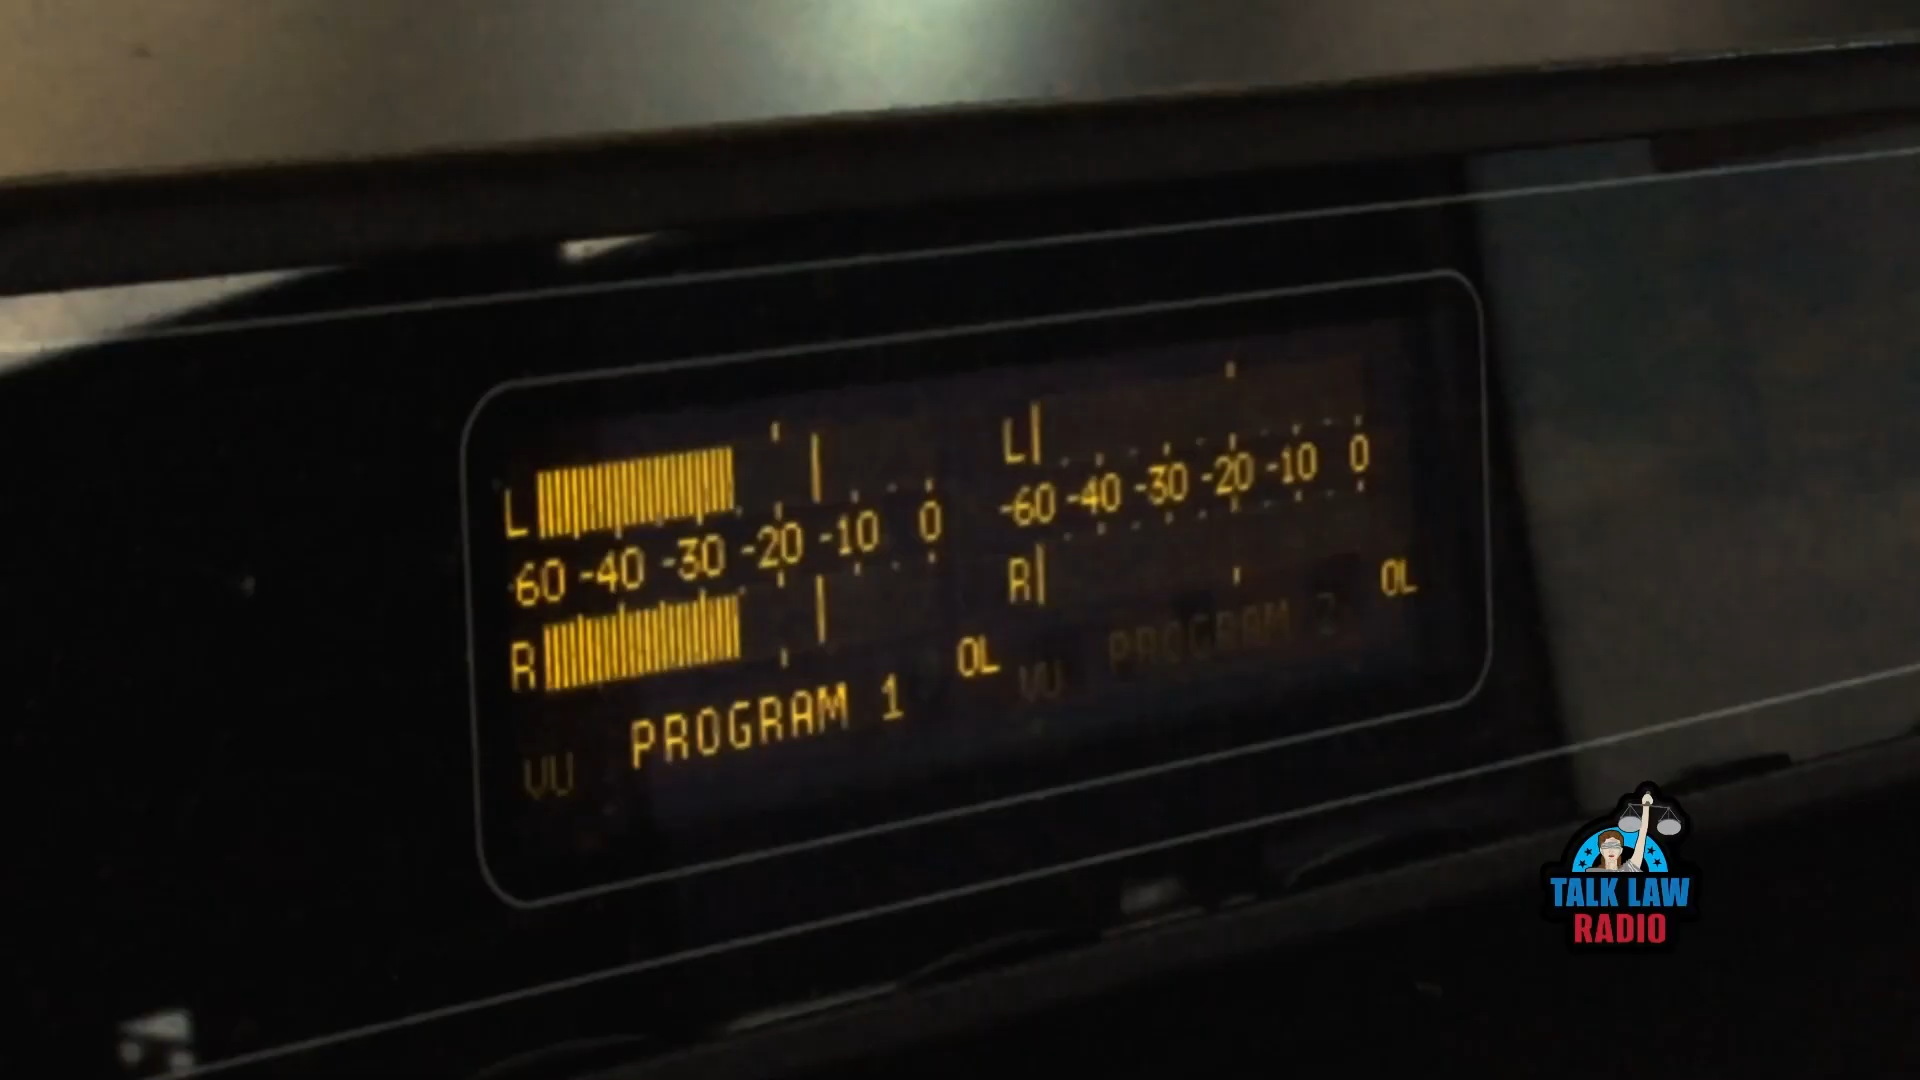 L
-60 -40 -30 -20 -10 0
R
OL
VU PROGRAM 1
L
-60 -40 -30 -20 -10 0
R
OL
VU PROGRAM 2
TALK LAW
RADIO